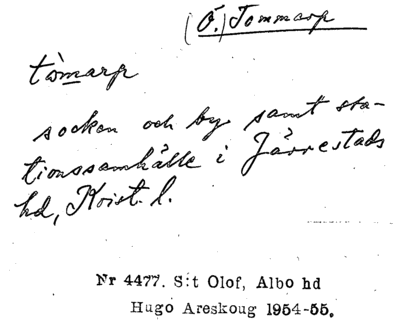 (Ö.) Tommarp
tòmarp
socken och by samt sta-
tionssamhälle i Järrestads
hd, Krist. l.
Nr 4477. S:t Olof, Albo hd
Hugo Areskoug 1954-55.